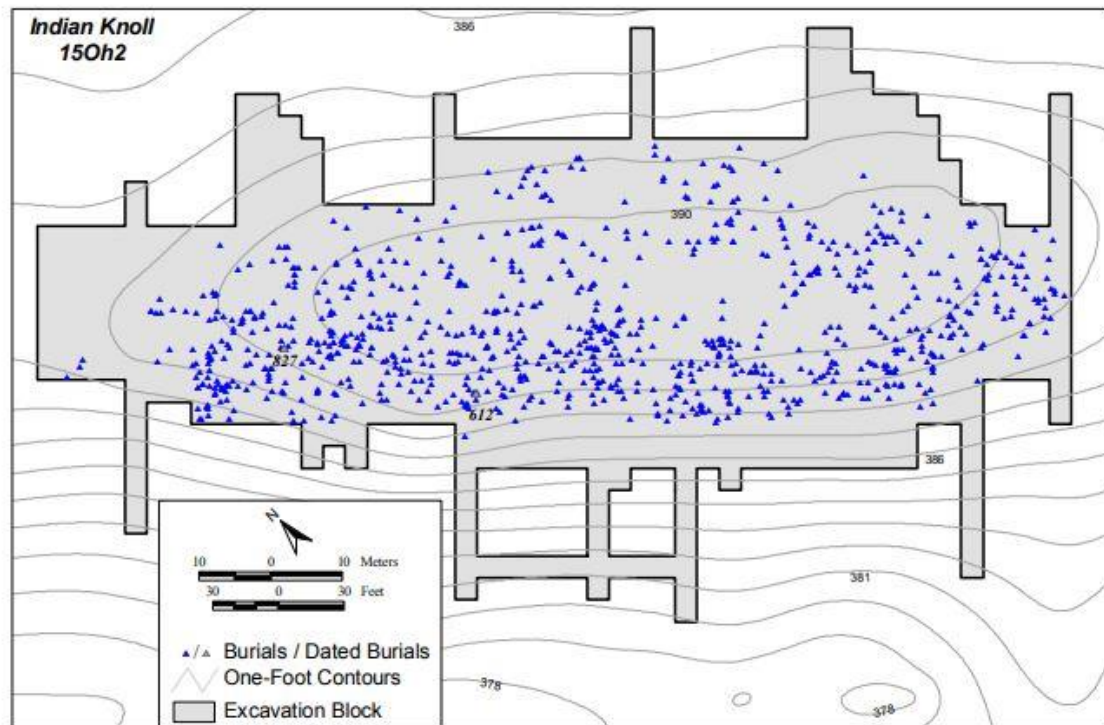 Indian Knoll
15Oh2
386
390
827
612
386
381
378
378
N
10 0 10 Meters
30 0 30 Feet
/ Burials / Dated Burials
One-Foot Contours
Excavation Block